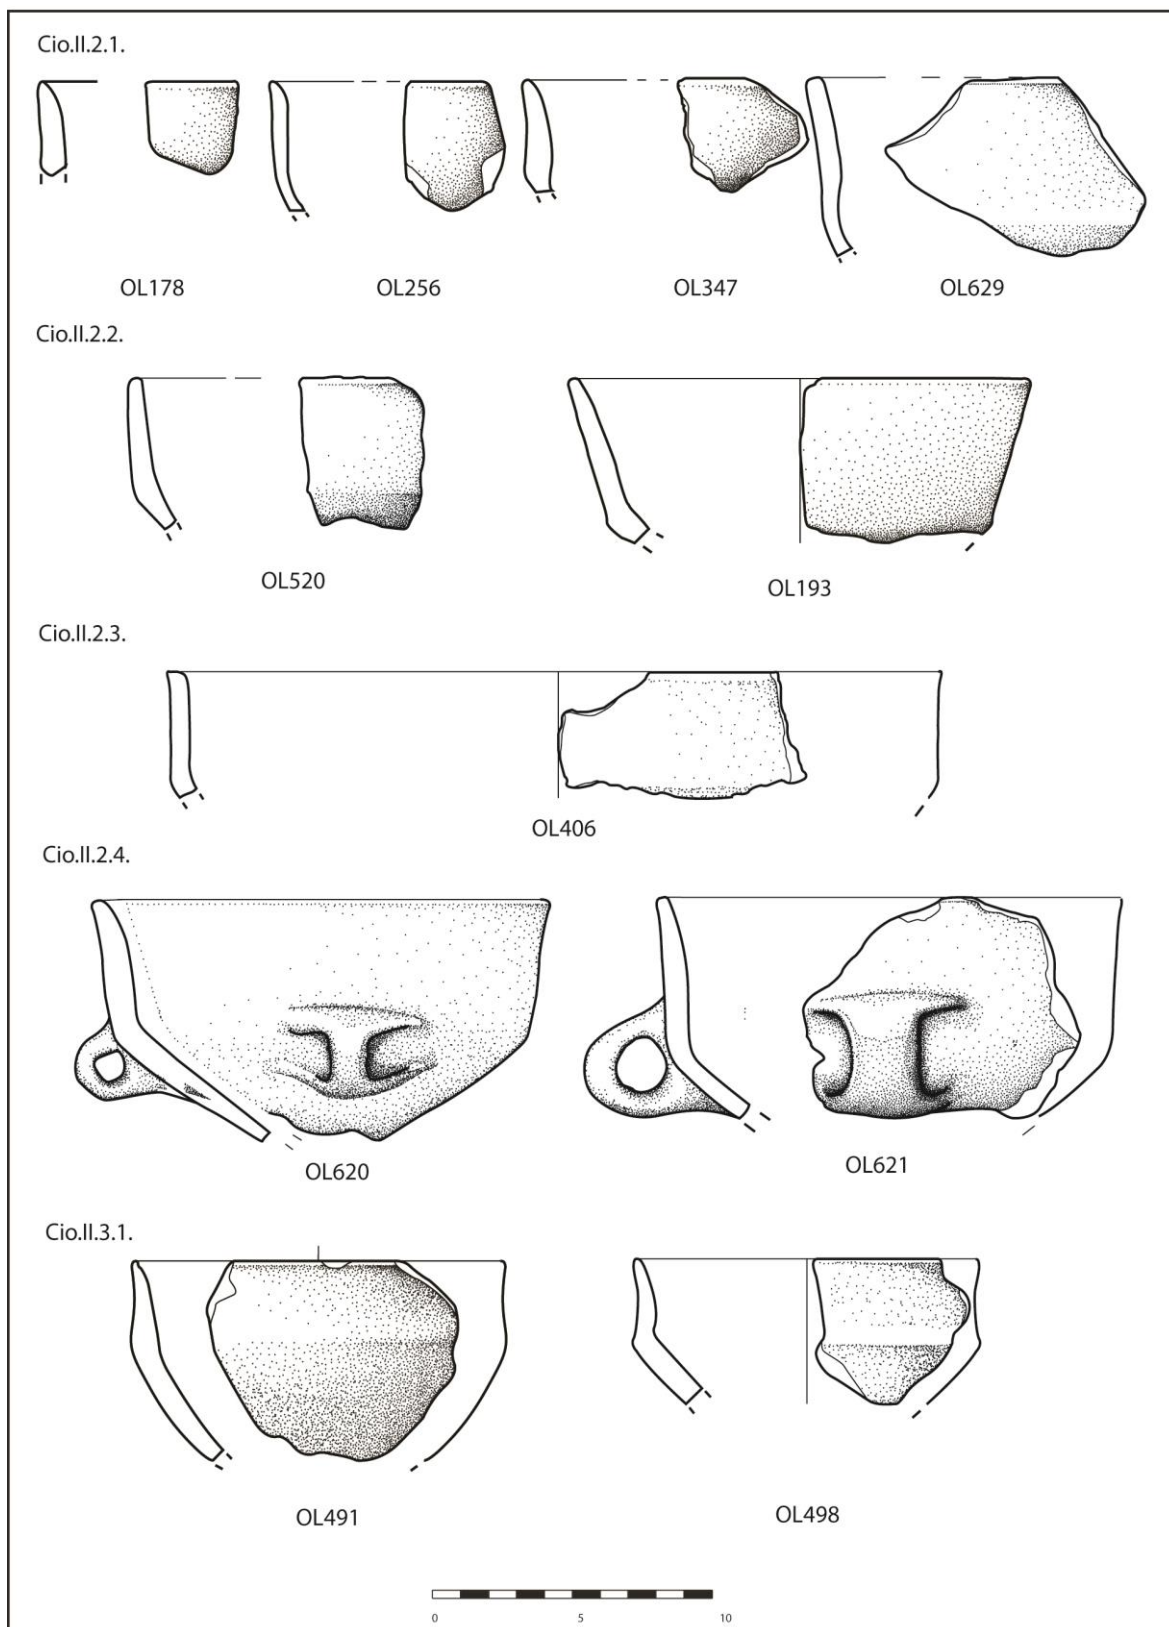 Cio.II.2.1.
OL178 OL256 OL347 OL629
Cio.II.2.2.
OL520 OL193
Cio.II.2.3.
OL406
Cio.II.2.4.
OL620 OL621
Cio.II.3.1.
OL491 OL498
0 5 10